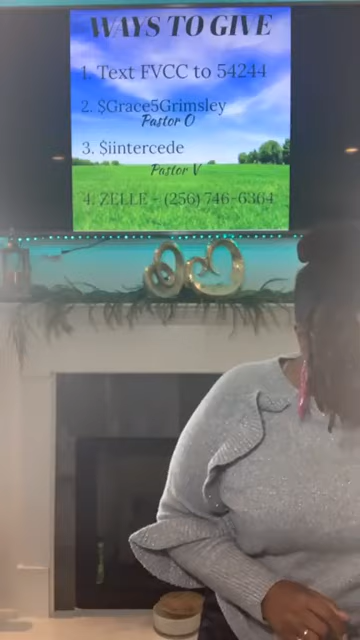 WAYS TO GIVE
1. Text FVCC to 54244
2. $Grace5Grimsley
Pastor O
3. $iintercede
Pastor V
4. ZELLE - (256) 746-6364